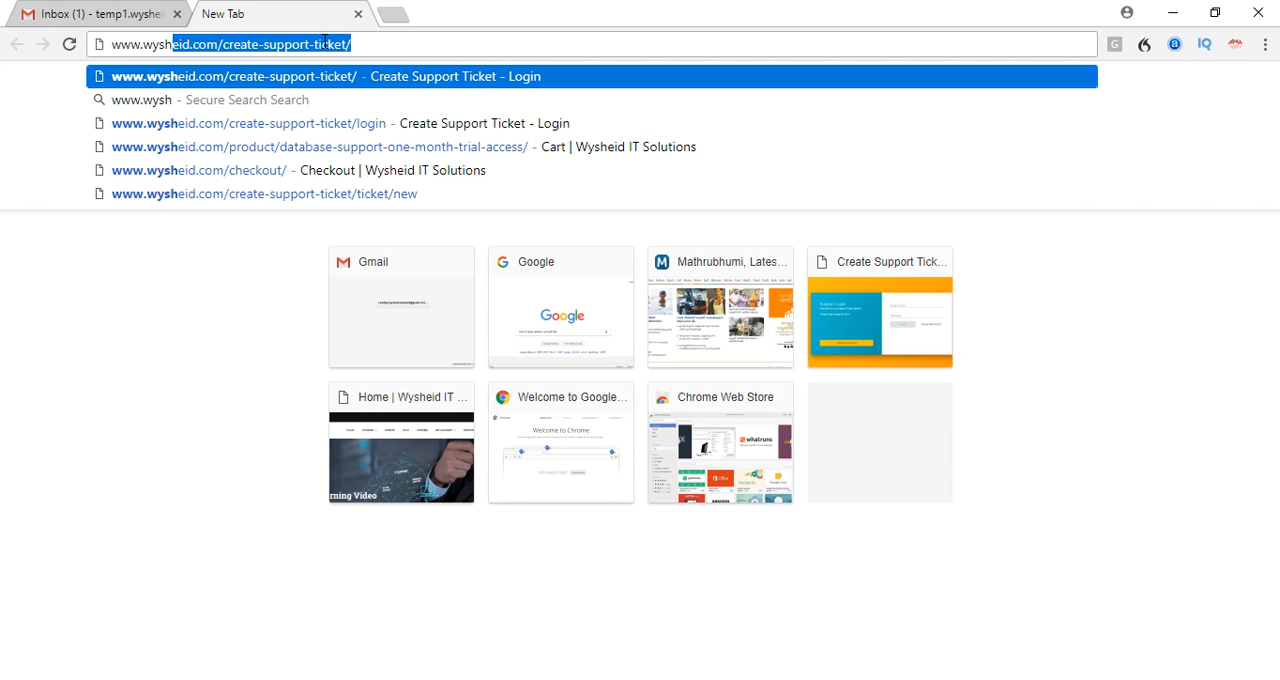 Inbox (1) - temp1.wyshe
New Tab
www.wysheid.com/create-support-ticket/
www.wysheid.com/create-support-ticket/ - Create Support Ticket - Login
www.wysh - Secure Search Search
www.wysheid.com/create-support-ticket/login - Create Support Ticket - Login
www.wysheid.com/product/database-support-one-month-trial-access/ - Cart | Wysheid IT Solutions
www.wysheid.com/checkout/ - Checkout | Wysheid IT Solutions
www.wysheid.com/create-support-ticket/ticket/new
Gmail
Google
Mathrubhumi, Lates...
Create Support Tick...
Google
Support Login
Home | Wysheid IT ...
Welcome to Google...
Chrome Web Store
Welcome to Chrome
whatruns
Office
rning Video
G
a
IQ